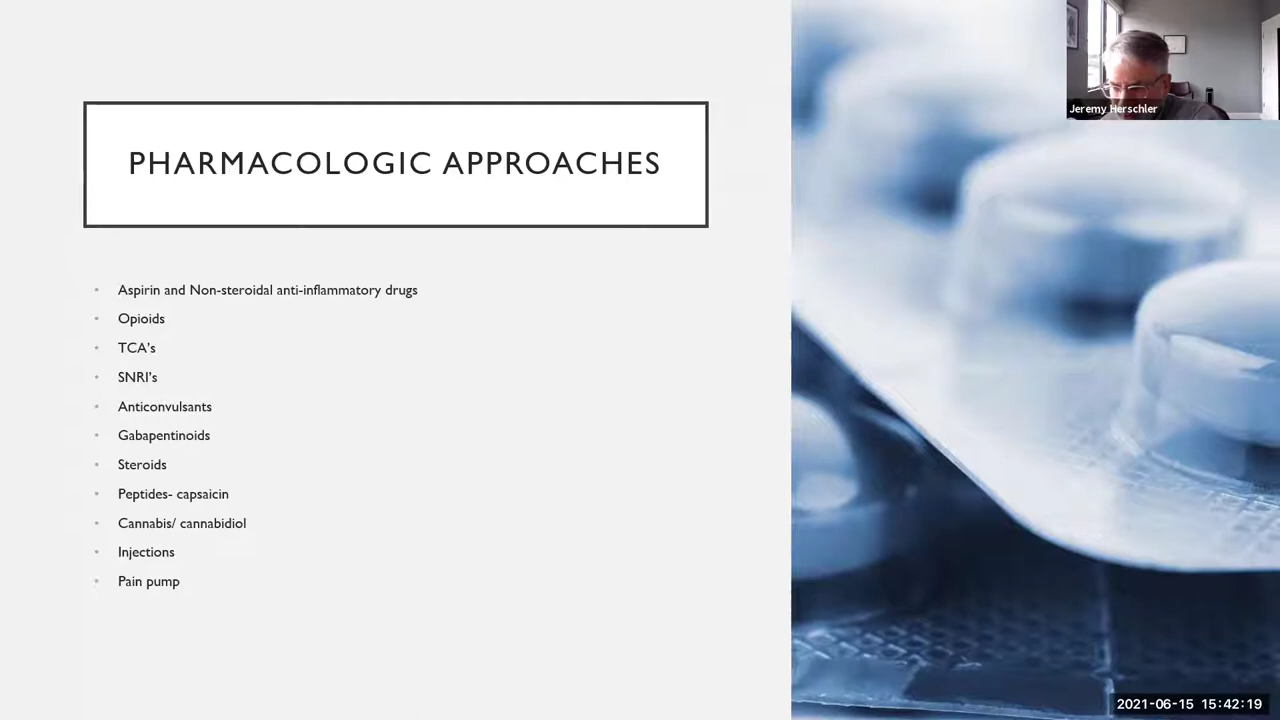 PHARMACOLOGIC APPROACHES
Aspirin and Non-steroidal anti-inflammatory drugs
Opioids
TCA's
SNRI's
Anticonvulsants
Gabapentinoids
Steroids
Peptides- capsaicin
Cannabis/ cannabidiol
Injections
Pain pump
Jeremy Herschler
2021-06-15 15:42:19